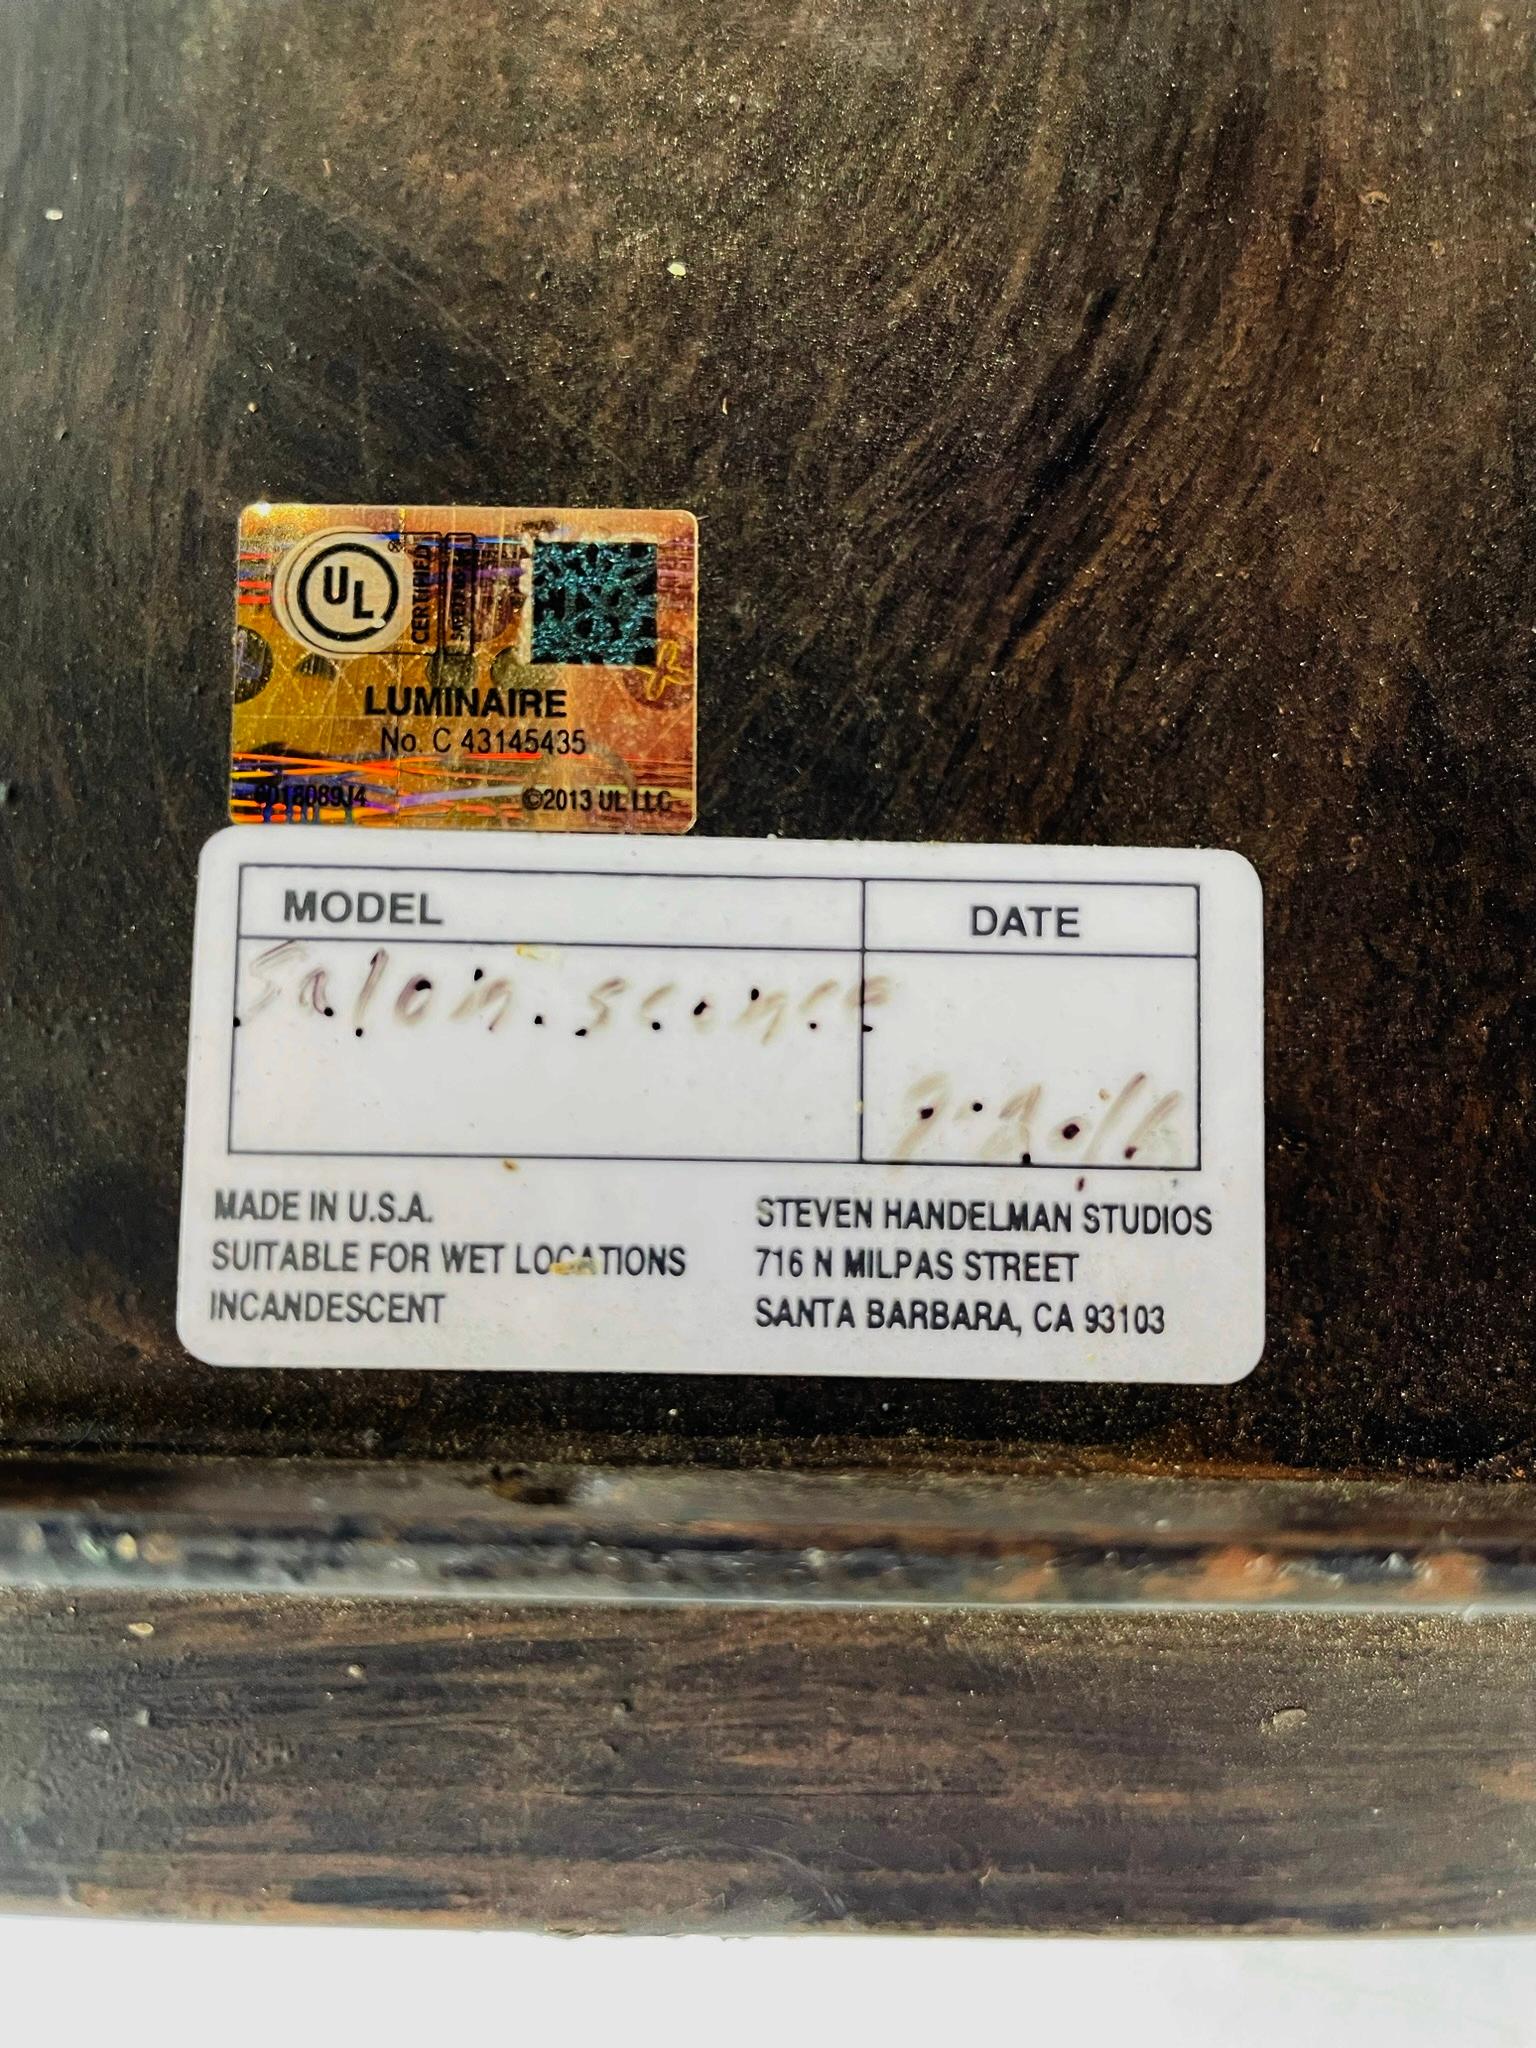 UL ® CERTIFIED
LUMINAIRE
No. C 43145435
©2013 UL LLC
MODEL
DATE
Salon sconce
MADE IN U.S.A.
SUITABLE FOR WET LOCATIONS
INCANDESCENT
STEVEN HANDELMAN STUDIOS
716 N MILPAS STREET
SANTA BARBARA, CA 93103